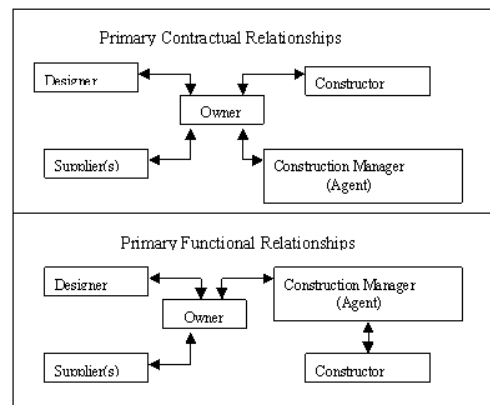 Primary Contractual Relationships
Designer
Constructor
Owner
Supplier(s)
Construction Manager
(Agent)
Primary Functional Relationships
Designer
Construction Manager
(Agent)
Owner
Supplier(s)
Constructor